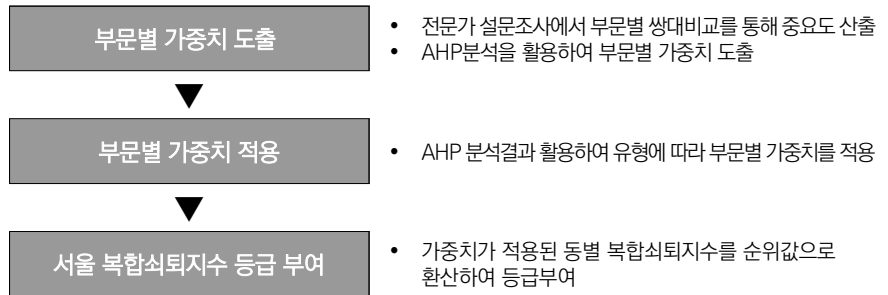 부문별 가중치 도출
• 전문가 설문조사에서 부문별 쌍대비교를 통해 중요도 산출
• AHP분석을 활용하여 부문별 가중치 도출
▼
부문별 가중치 적용
• AHP 분석결과 활용하여 유형에 따라 부문별 가중치를 적용
▼
서울 복합쇠퇴지수 등급 부여
• 가중치가 적용된 동별 복합쇠퇴지수를 순위값으로
환산하여 등급부여